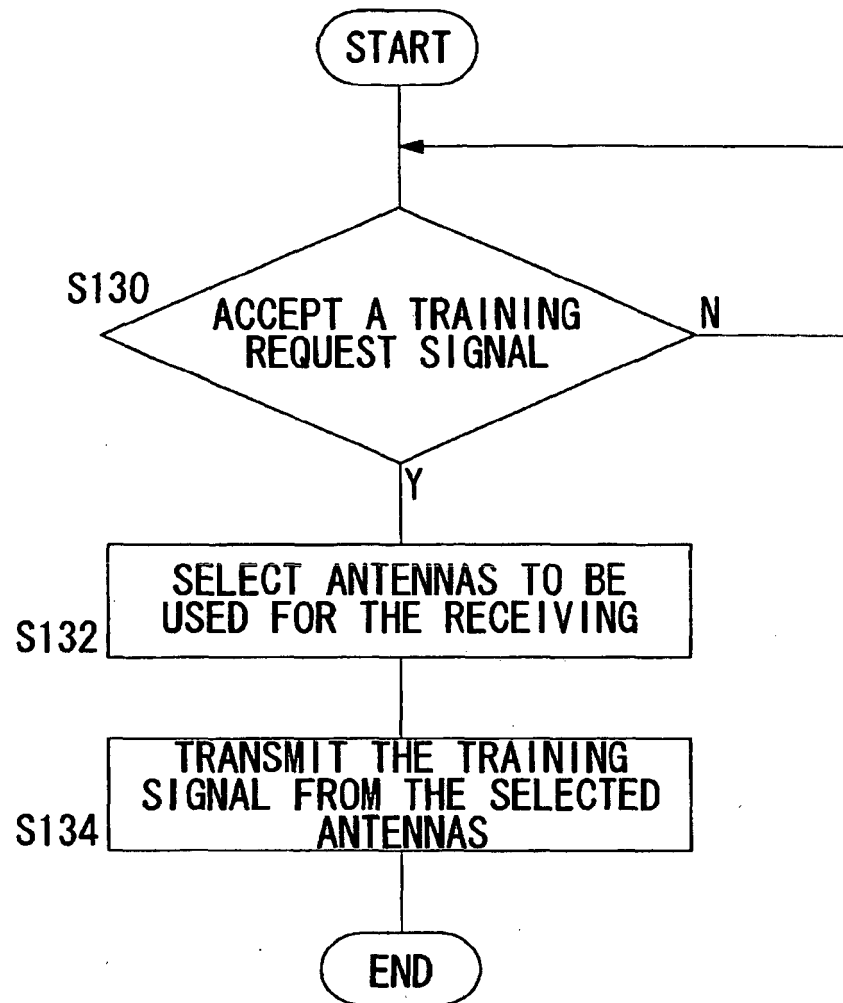 START
S130
ACCEPT A TRAINING
REQUEST SIGNAL
N
Y
SELECT ANTENNAS TO BE
USED FOR THE RECEIVING
S132
TRANSMIT THE TRAINING
SIGNAL FROM THE SELECTED
ANTENNAS
S134
END